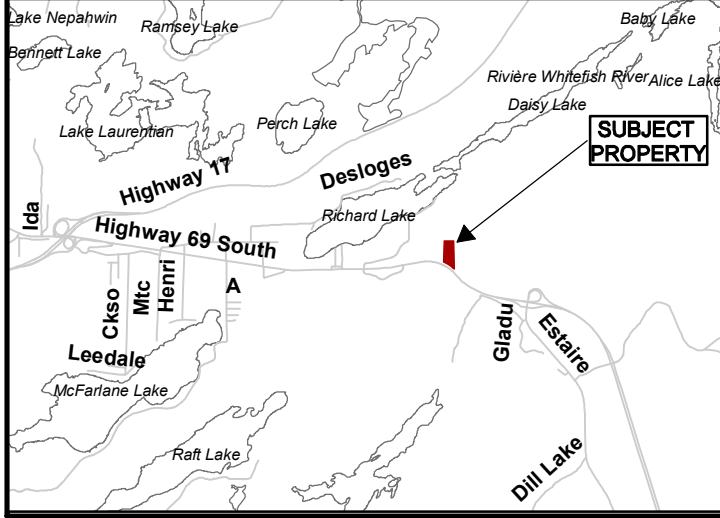 Lake Nepahwin
Ramsey Lake
Baby Lake
Bennett Lake
Rivière Whitefish River
Alice Lake
Daisy Lake
Lake Laurentian
Perch Lake
SUBJECT
PROPERTY
Highway 17
Desloges
Ida
Richard Lake
Highway 69 South
Ckso
Mtc
Henri
A
Gladu
Estaire
Leedale
McFarlane Lake
Raft Lake
Dill Lake